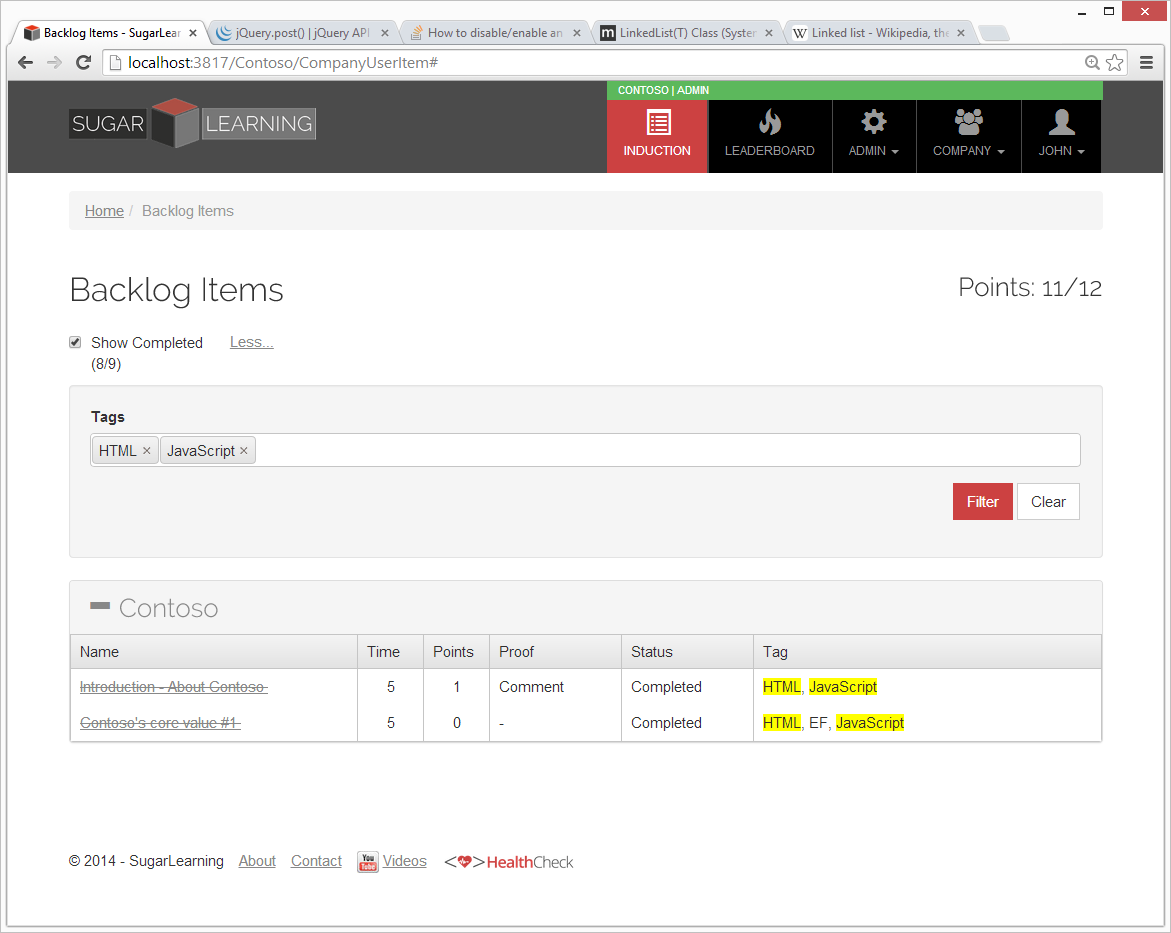 Backlog Items - SugarLear
jQuery.post() | jQuery API
How to disable/enable an
LinkedList(T) Class (System
Linked list - Wikipedia, the
localhost:3817/Contoso/CompanyUserItem#
CONTOSO | ADMIN
SUGAR LEARNING
INDUCTION
LEADERBOARD
ADMIN
COMPANY
JOHN
Home / Backlog Items
Backlog Items
Points: 11/12
Show Completed
(8/9)
Less...
Tags
HTML × JavaScript ×
Filter
Clear
Contoso
Name Time Points Proof Status Tag
Introduction - About Contoso 5 1 Comment Completed HTML, JavaScript
Contoso's core value #1 5 0 - Completed HTML, EF, JavaScript
© 2014 - SugarLearning About Contact You Tube Videos <>HealthCheck